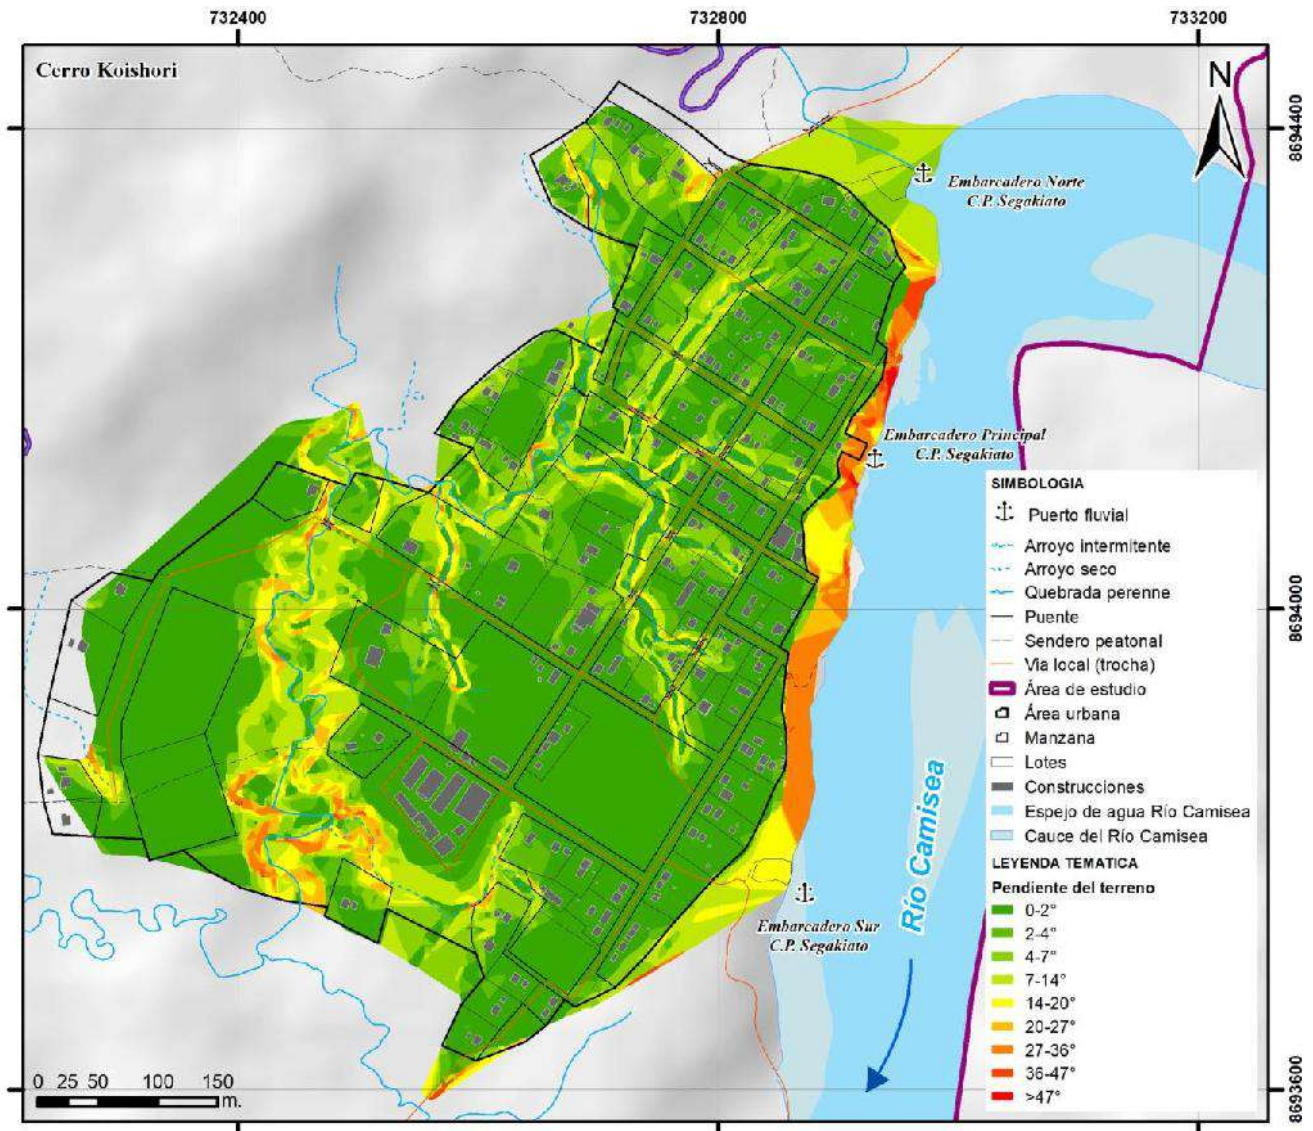 732400
732800
733200
Cerro Koishori
N
8694400
Embarcadero Norte
C.P. Segakiato
Embarcadero Principal
C.P. Segakiato
SIMBOLOGIA
Puerto fluvial
Arroyo intermitente
Arroyo seco
Quebrada perenne
Puente
Sendero peatonal
Via local (trocha)
Área de estudio
Área urbana
Manzana
Lotes
Construcciones
Espejo de agua Río Camisea
Cauce del Río Camisea
LEYENDA TEMATICA
Pendiente del terreno
0-2°
2-4°
4-7°
7-14°
14-20°
20-27°
27-36°
36-47°
>47°
8694000
Río Camisea
Embarcadero Sur
C.P. Segakiato
0 25 50 100 150
m.
8693600